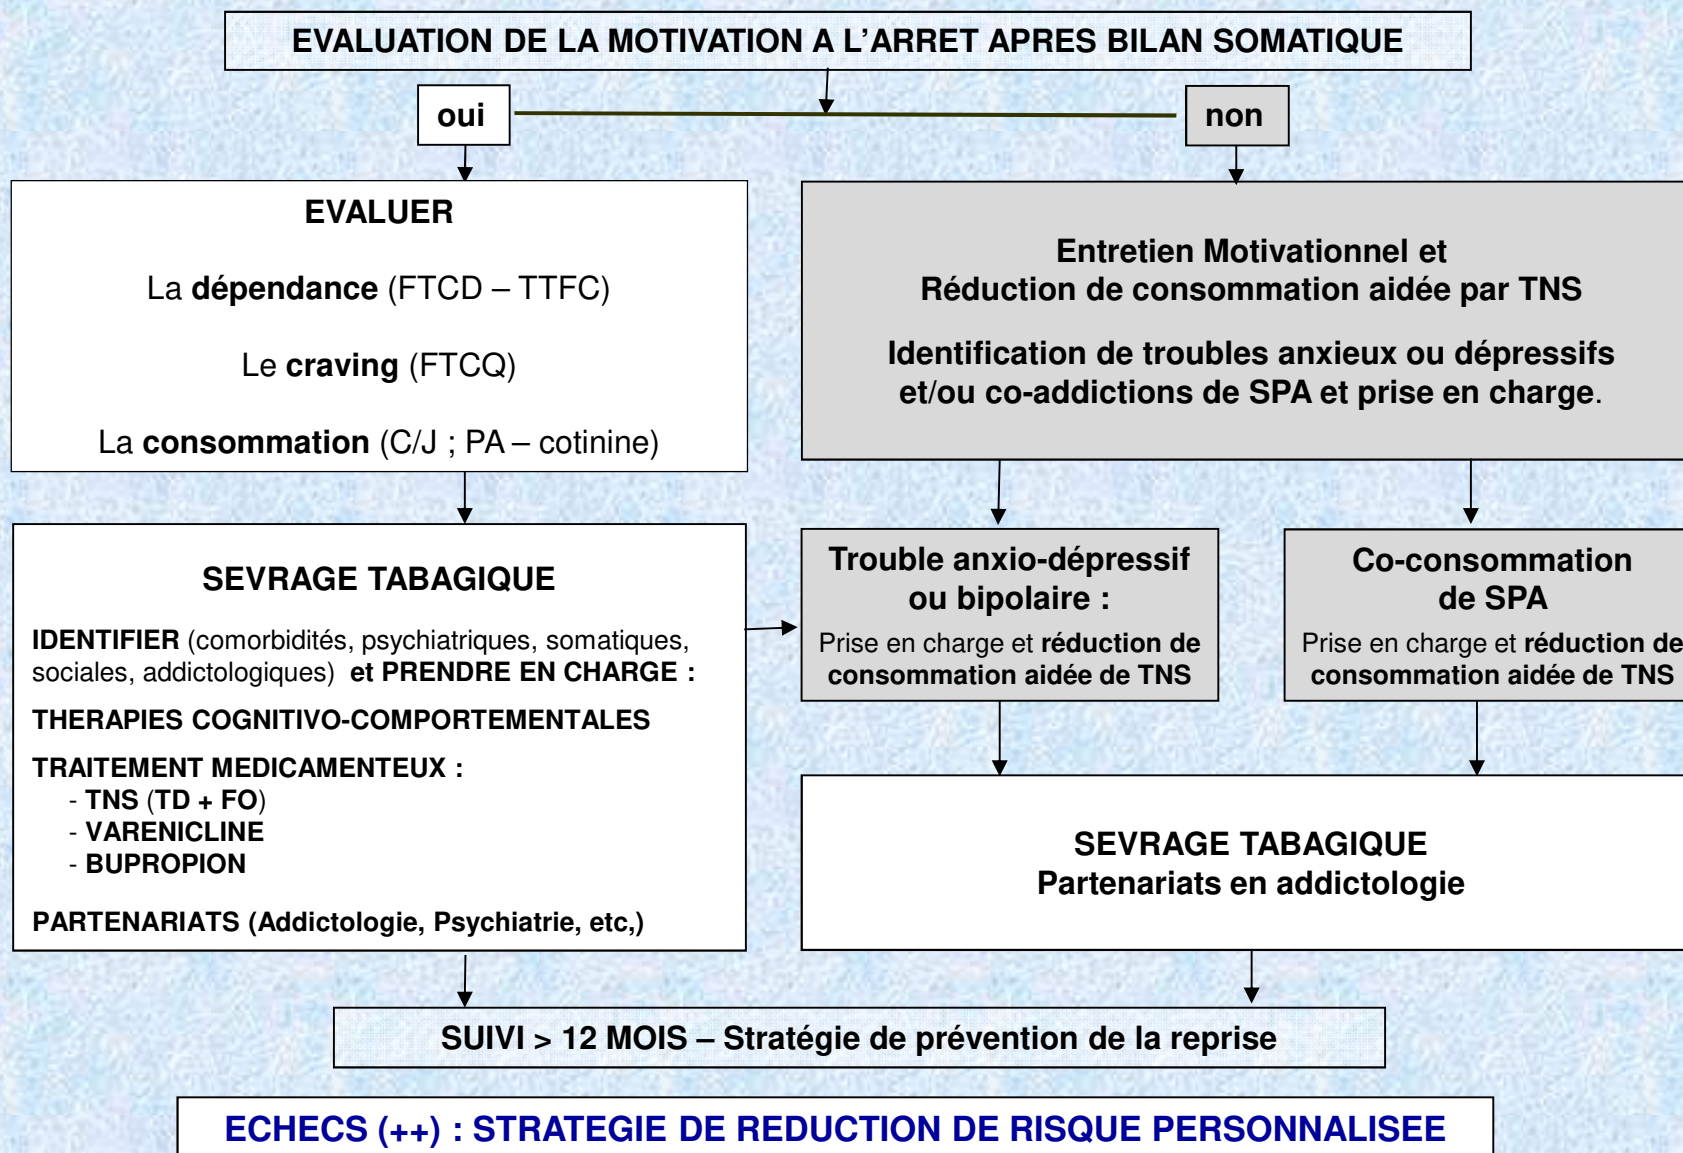 EVALUATION DE LA MOTIVATION A L'ARRET APRES BILAN SOMATIQUE
oui
non
EVALUER
La dépendance (FTCD – TTFC)
Le craving (FTCQ)
La consommation (C/J ; PA – cotinine)
Entretien Motivationnel et
Réduction de consommation aidée par TNS
Identification de troubles anxieux ou dépressifs
et/ou co-addictions de SPA et prise en charge.
SEVRAGE TABAGIQUE
IDENTIFIER (comorbidités, psychiatriques, somatiques,
sociales, addictologiques) et PRENDRE EN CHARGE :
THERAPIES COGNITIVO-COMPORTEMENTALES
TRAITEMENT MEDICAMENTEUX :
- TNS (TD + FO)
- VARENICLINE
- BUPROPION
PARTENARIATS (Addictologie, Psychiatrie, etc,)
Trouble anxio-dépressif
ou bipolaire :
Prise en charge et réduction de
consommation aidée de TNS
Co-consommation
de SPA
Prise en charge et réduction de
consommation aidée de TNS
SEVRAGE TABAGIQUE
Partenariats en addictologie
SUIVI > 12 MOIS – Stratégie de prévention de la reprise
ECHECS (++) : STRATEGIE DE REDUCTION DE RISQUE PERSONNALISEE